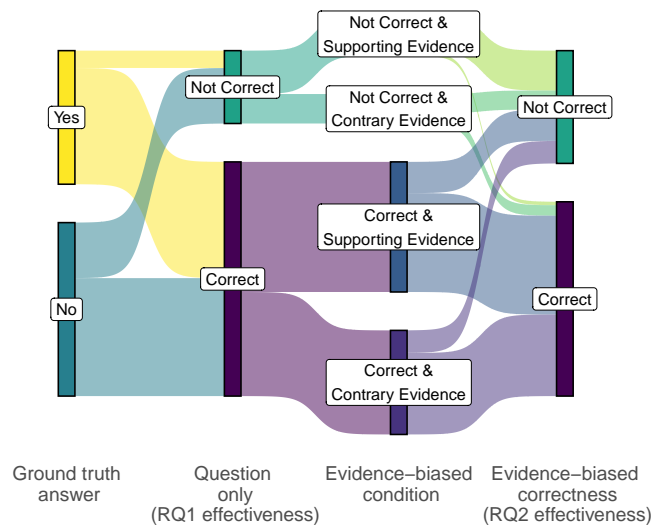 Not Correct &
Supporting Evidence
Yes
Not Correct
Not Correct &
Contrary Evidence
Not Correct
No
Correct
Correct &
Supporting Evidence
Correct
Correct &
Contrary Evidence
Ground truth
answer
Question
only
(RQ1 effectiveness)
Evidence−biased
condition
Evidence−biased
correctness
(RQ2 effectiveness)